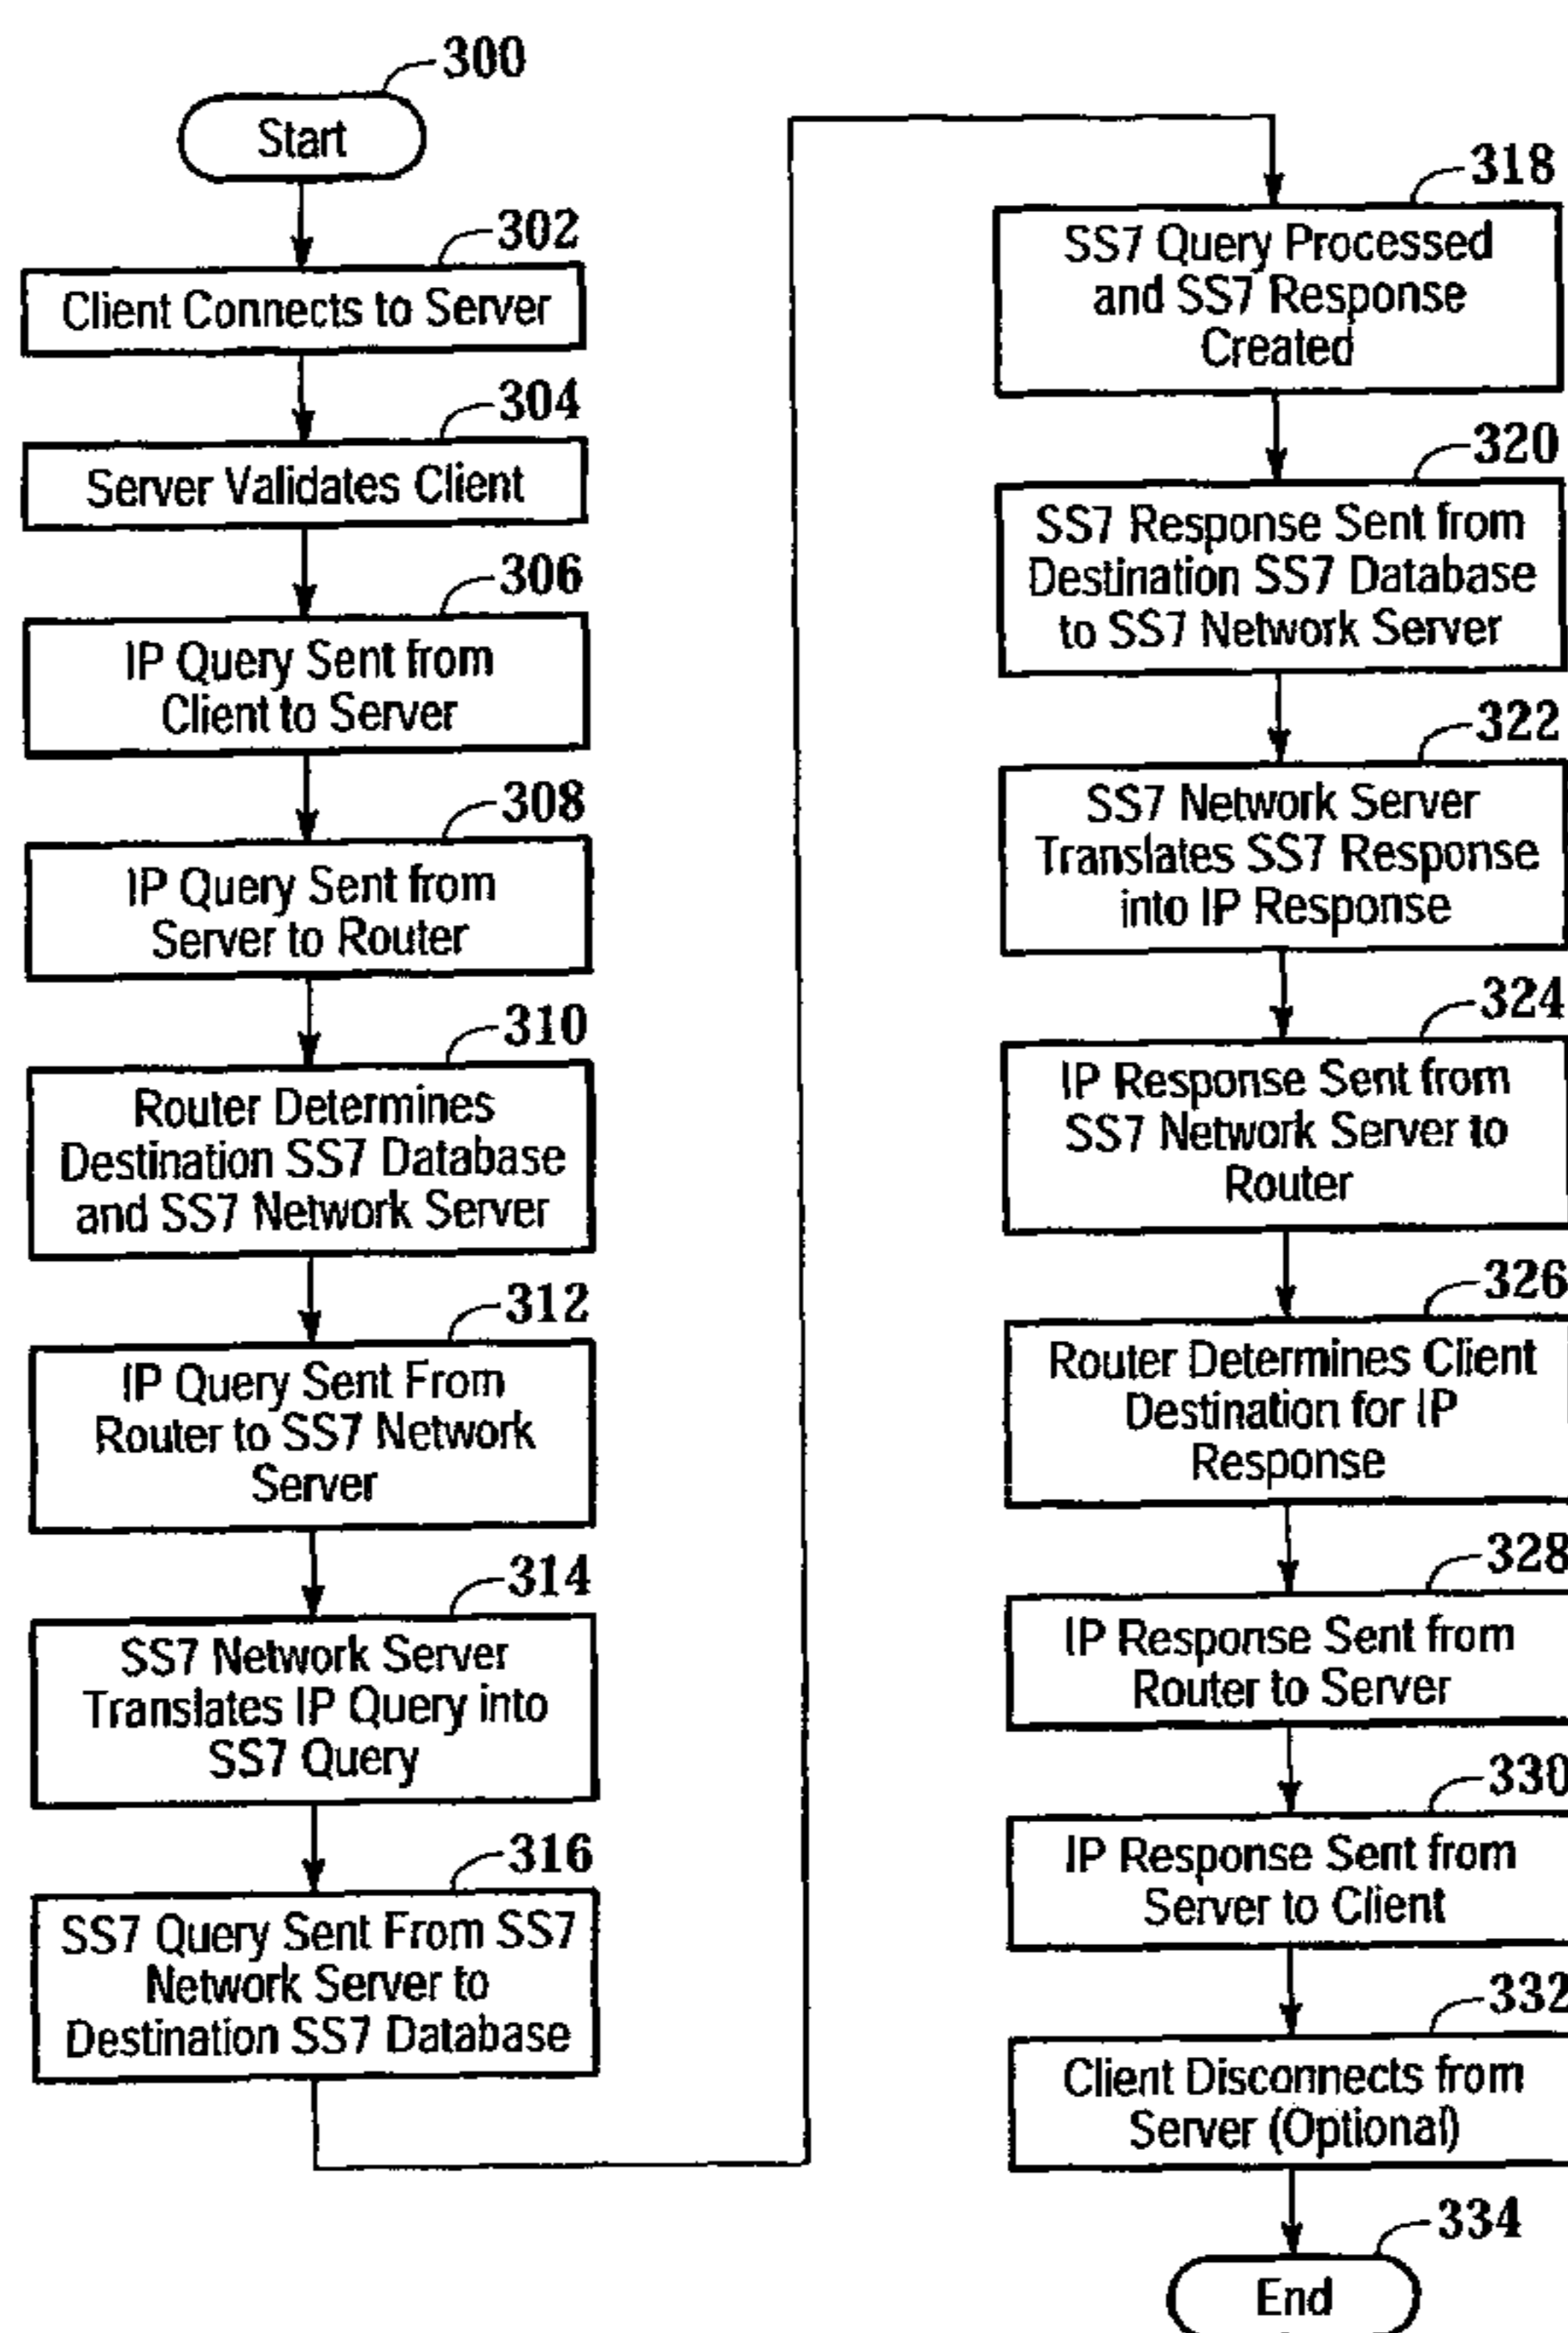 300
Start
302
Client Connects to Server
304
Server Validates Client
306
IP Query Sent from
Client to Server
308
IP Query Sent from
Server to Router
310
Router Determines
Destination SS7 Database
and SS7 Network Server
312
IP Query Sent From
Router to SS7 Network
Server
314
SS7 Network Server
Translates IP Query into
SS7 Query
316
SS7 Query Sent From SS7
Network Server to
Destination SS7 Database
318
SS7 Query Processed
and SS7 Response
Created
320
SS7 Response Sent from
Destination SS7 Database
to SS7 Network Server
322
SS7 Network Server
Translates SS7 Response
into IP Response
324
IP Response Sent from
SS7 Network Server to
Router
326
Router Determines Client
Destination for IP
Response
328
IP Response Sent from
Router to Server
330
IP Response Sent from
Server to Client
332
Client Disconnects from
Server (Optional)
334
End